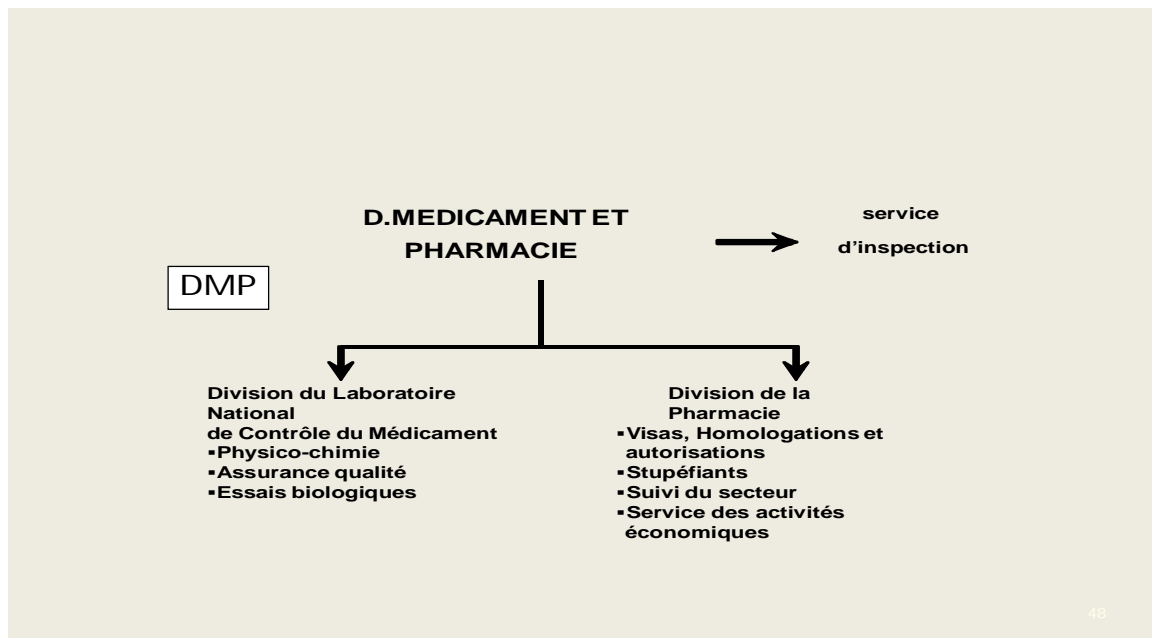 D.MEDICAMENT ET
PHARMACIE
service
d’inspection
DMP
Division du Laboratoire
National
de Contrôle du Médicament
▪Physico-chimie
▪Assurance qualité
▪Essais biologiques
Division de la
Pharmacie
▪Visas, Homologations et
autorisations
▪Stupéfiants
▪Suivi du secteur
▪Service des activités
économiques
48